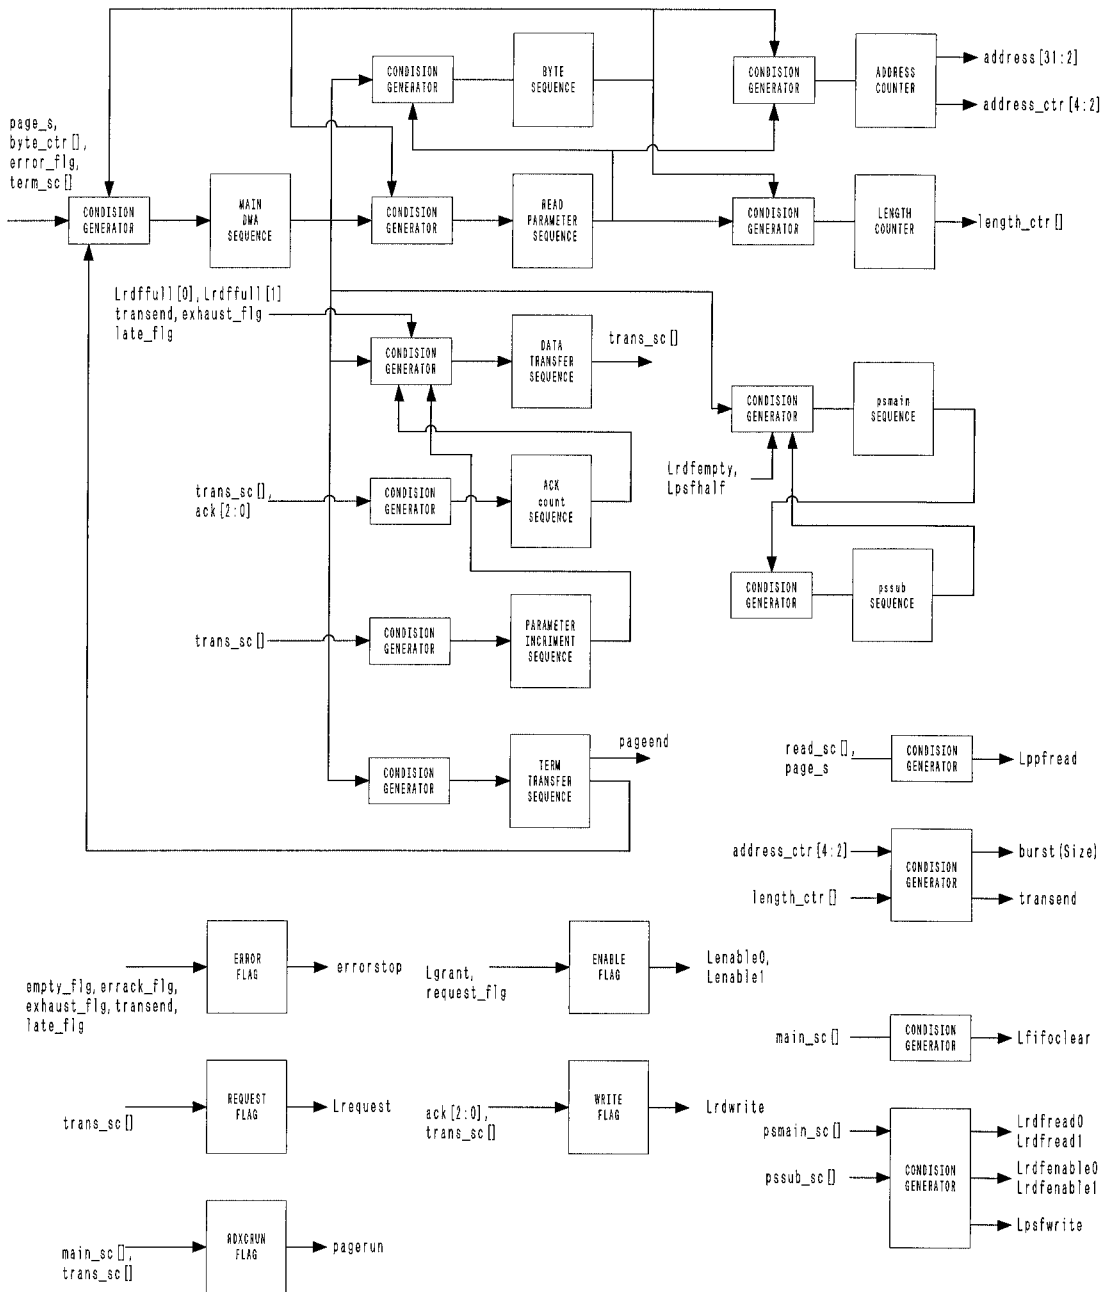 CONDISION
GENERATOR
BYTE
SEQUENCE
CONDISION
GENERATOR
ADDRESS
COUNTER
address[31:2]
address_ctr[4:2]
page_s,
byte_ctr[],
error_flg,
term_sc[]
CONDISION
GENERATOR
MAIN
DMA
SEQUENCE
CONDISION
GENERATOR
READ
PARAMETER
SEQUENCE
CONDISION
GENERATOR
LENGTH
COUNTER
length_ctr[]
Lrdffull[0], Lrdffull[1]
transend, exhaust_flg
late_flg
CONDISION
GENERATOR
DATA
TRANSFER
SEQUENCE
trans_sc[]
CONDISION
GENERATOR
psmain
SEQUENCE
Lrdfempty,
Lpsfhalf
trans_sc[],
ack[2:0]
CONDISION
GENERATOR
ACK
count
SEQUENCE
CONDISION
GENERATOR
pssub
SEQUENCE
trans_sc[]
CONDISION
GENERATOR
PARAMETER
INCRIMENT
SEQUENCE
CONDISION
GENERATOR
TERM
TRANSFER
SEQUENCE
pageend
read_sc[],
page_s
CONDISION
GENERATOR
Lppfread
address_ctr[4:2]
length_ctr[]
CONDISION
GENERATOR
burst(Size)
transend
empty_flg, errack_flg,
exhaust_flg, transend,
late_flg
ERROR
FLAG
errorstop
Lgrant,
request_flg
ENABLE
FLAG
Lenable0,
Lenable1
main_sc[]
CONDISION
GENERATOR
Lfifoclear
trans_sc[]
REQUEST
FLAG
Lrequest
ack[2:0],
trans_sc[]
WRITE
FLAG
Lrdwrite
psmain_sc[]
pssub_sc[]
CONDISION
GENERATOR
Lrdfread0
Lrdfread1
Lrdfenable0
Lrdfenable1
Lpsfwrite
main_sc[],
trans_sc[]
ADXCRUN
FLAG
pagerun